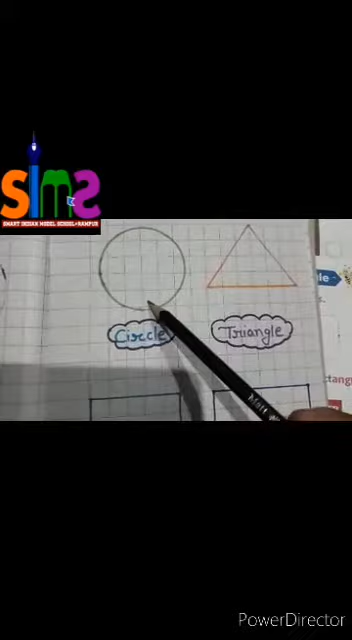 SIMS
SMART INDIAN MODEL SCHOOL-RAMPUR
Circle
Triangle
PowerDirector